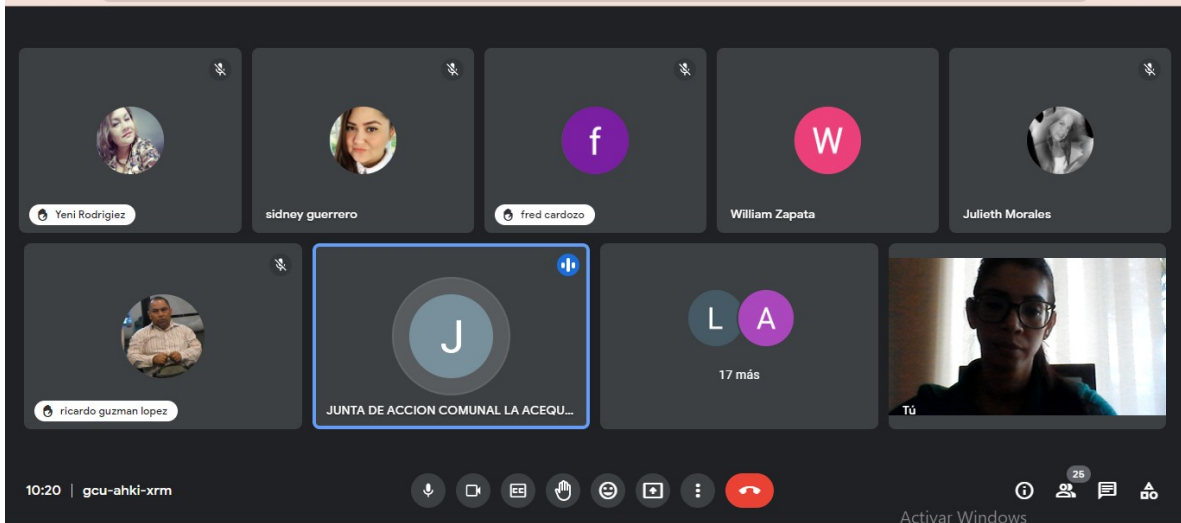 f
W
Yeni Rodrigiez
sidney guerrero
fred cardozo
William Zapata
Julieth Morales
J
L A
17 más
ricardo guzman lopez
JUNTA DE ACCION COMUNAL LA ACEQU...
Tú
10:20 | gcu-ahki-xrm
CC
25
Activar Windows